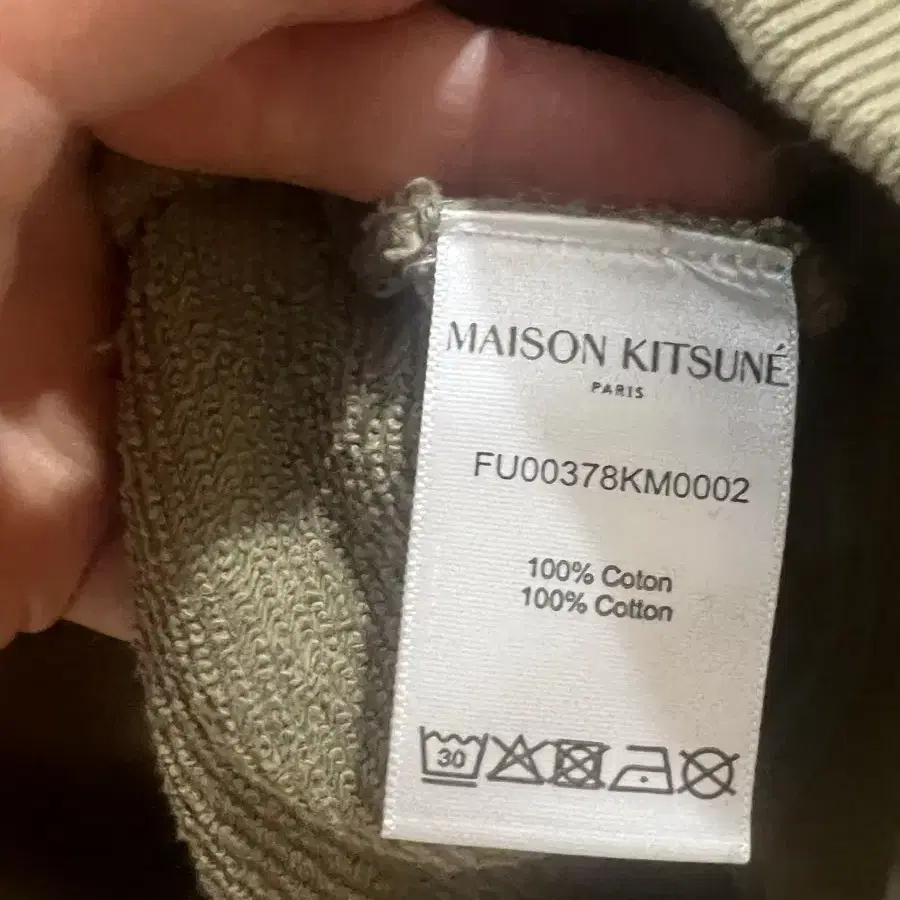 MAISON KITSUNÉ
PARIS
FU00378KM0002
100% Coton
100% Cotton
30